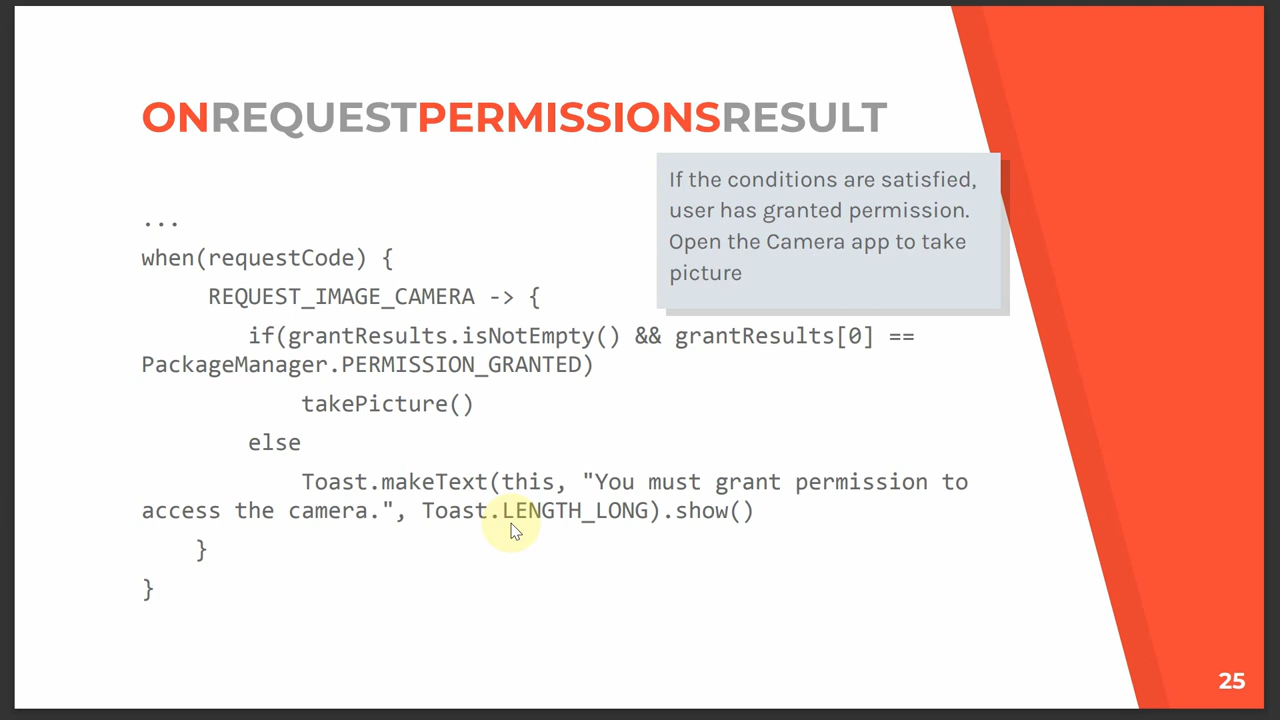 ONREQUESTPERMISSIONSRESULT
If the conditions are satisfied,
user has granted permission.
Open the Camera app to take
picture
...
when(requestCode) {
REQUEST_IMAGE_CAMERA -> {
if(grantResults.isNotEmpty() && grantResults[0] ==
PackageManager.PERMISSION_GRANTED)
takePicture()
else
Toast.makeText(this, "You must grant permission to
access the camera.", Toast.LENGTH_LONG).show()
}
}
25